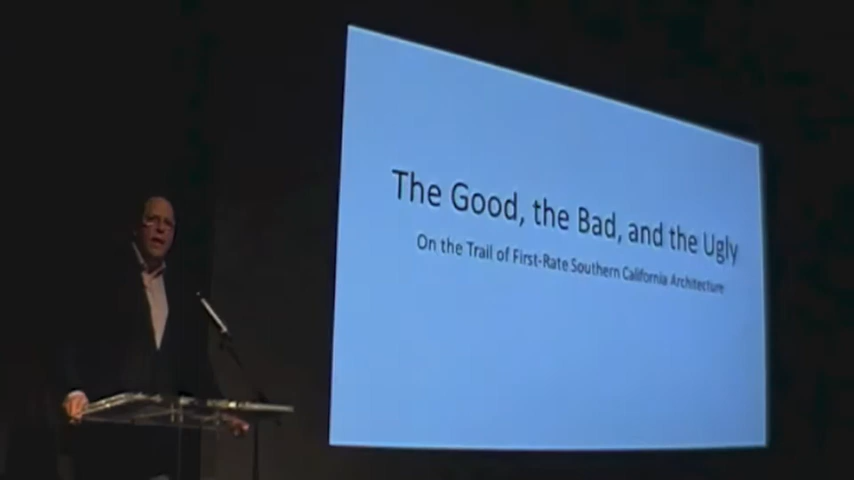 The Good, the Bad, and the Ugly
On the Trail of First-Rate Southern California Architecture